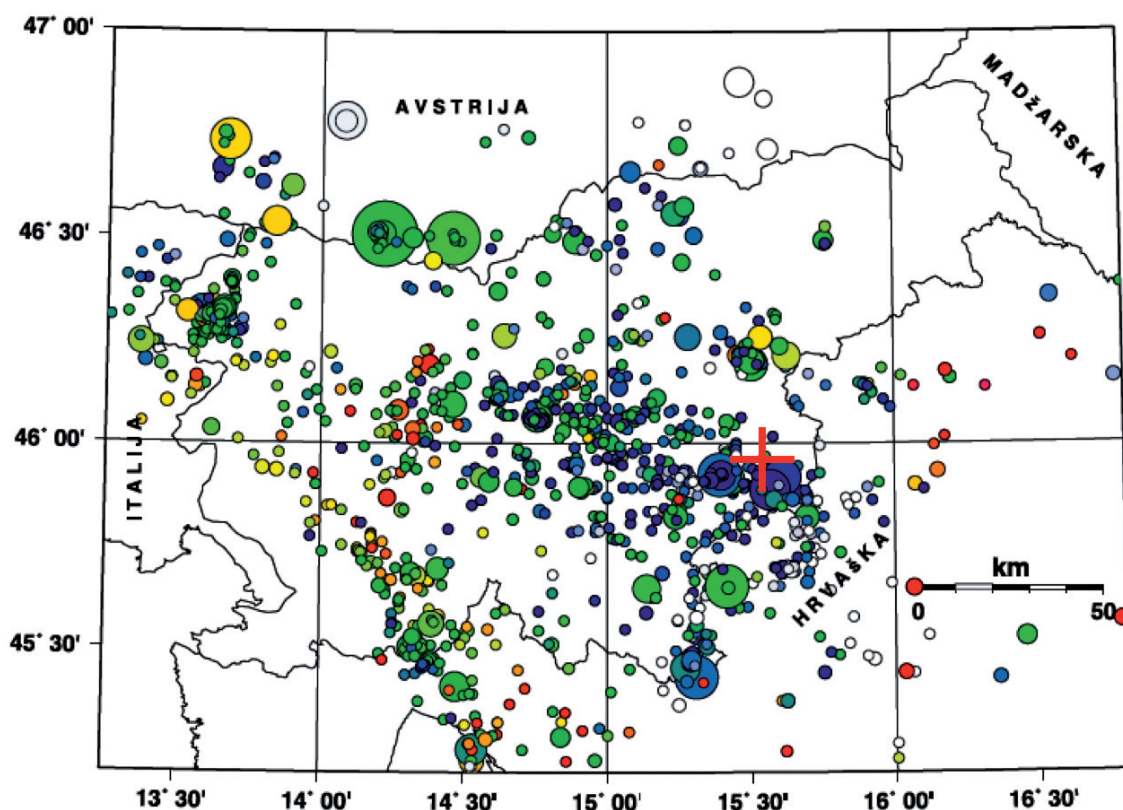 47° 00'
AVSTRIJA
MADžARSKA
46° 30'
46° 00'
ITALIJA
HRVAšKA
km
0 50
45° 30'
13° 30' 14° 00' 14° 30' 15° 00' 15° 30' 16° 00' 16° 30'